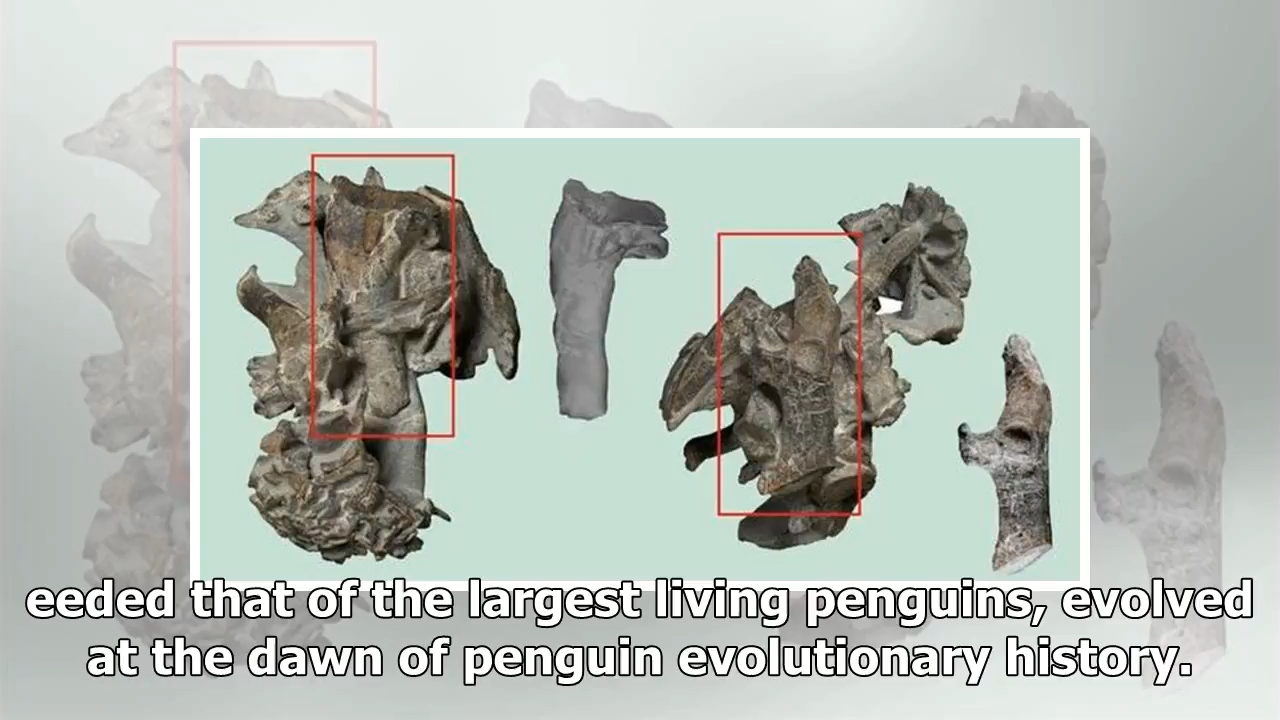 eeded that of the largest living penguins, evolved
at the dawn of penguin evolutionary history.